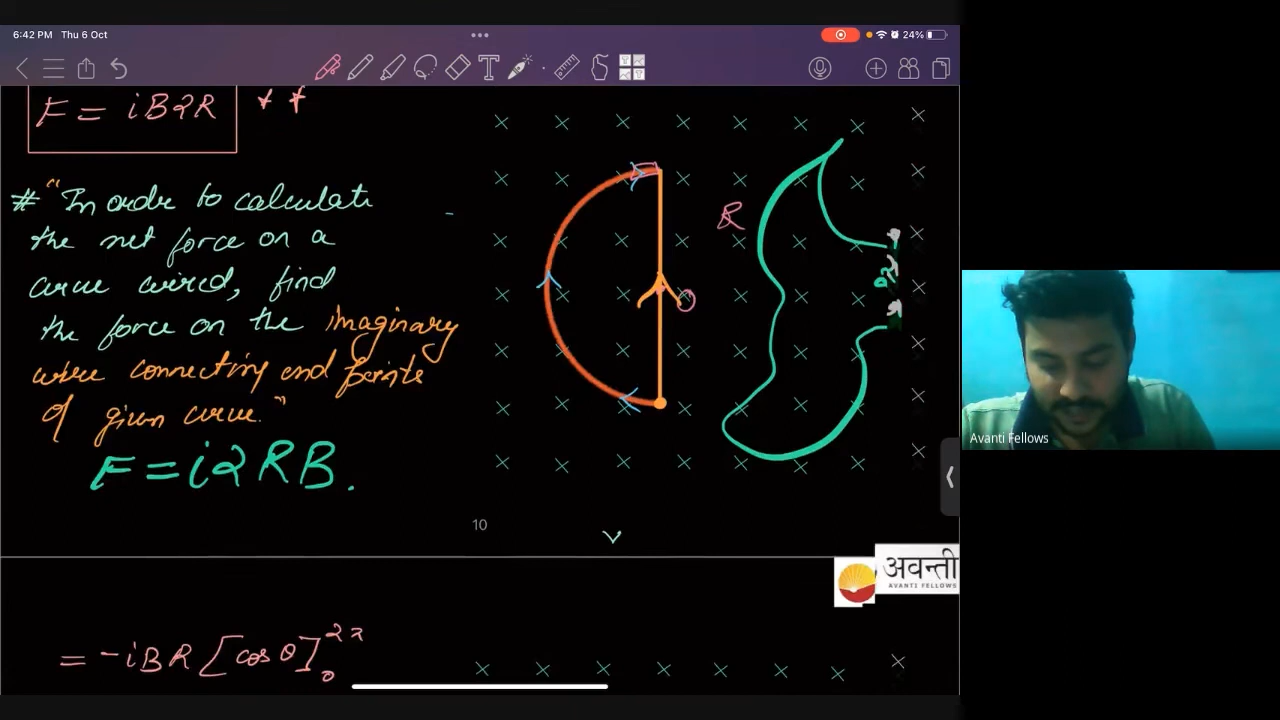 6:42 PM Thu 6 Oct
24%
F = iB2R
# "In order to calculate
the net force on a
curve wired, find
the force on the imaginary
wire connecting end points
of given curve."
F = i2RB.
R
10
अवन्ती
AVANTI FELLOWS
= -iBR [cos θ]₀²ᴨ
Avanti Fellows